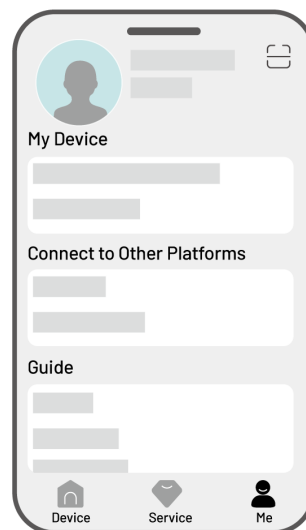 My Device
Connect to Other Platforms
Guide
Device
Service
Me